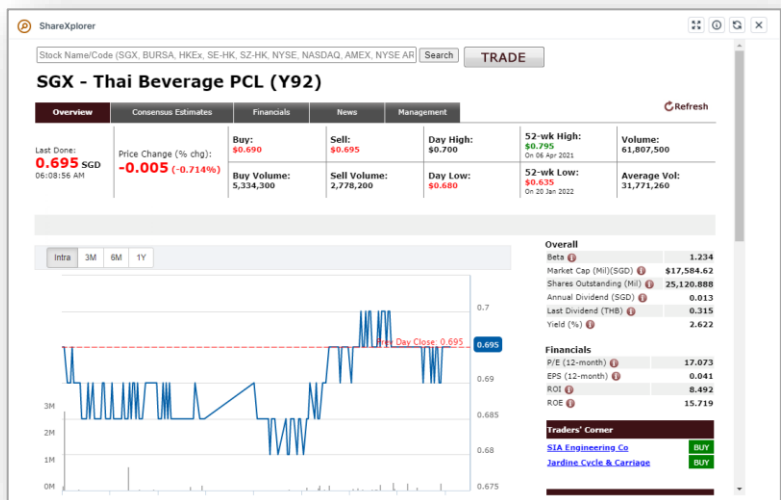 ShareXplorer
Stock Name/Code (SGX, BURSA, HKEx, SE-HK, SZ-HK, NYSE, NASDAQ, AMEX, NYSE AR
Search
TRADE
SGX - Thai Beverage PCL (Y92)
Overview
Consensus Estimates
Financials
News
Management
Refresh
Last Done:
0.695 SGD
06:08:56 AM
Price Change (% chg):
-0.005 (-0.714%)
Buy:
$0.690
Sell:
$0.695
Day High:
$0.700
52-wk High:
$0.795
On 06 Apr 2021
Volume:
61,807,500
Buy Volume:
5,334,300
Sell Volume:
2,778,200
Day Low:
$0.680
52-wk Low:
$0.635
On 20 Jan 2022
Average Vol:
31,771,260
Intra 3M 6M 1Y
0.7
Prev Day Close: 0.695
0.695
0.69
0.685
0.68
0.675
3M
2M
1M
0M
Overall
Beta 1.234
Market Cap (Mil)(SGD) $17,584.62
Shares Outstanding (Mil) 25,120.888
Annual Dividend (SGD) 0.013
Last Dividend (THB) 0.315
Yield (%) 2.622
Financials
P/E (12-month) 17.073
EPS (12-month) 0.041
ROI 8.492
ROE 15.719
Traders' Corner
SIA Engineering Co BUY
Jardine Cycle & Carriage BUY